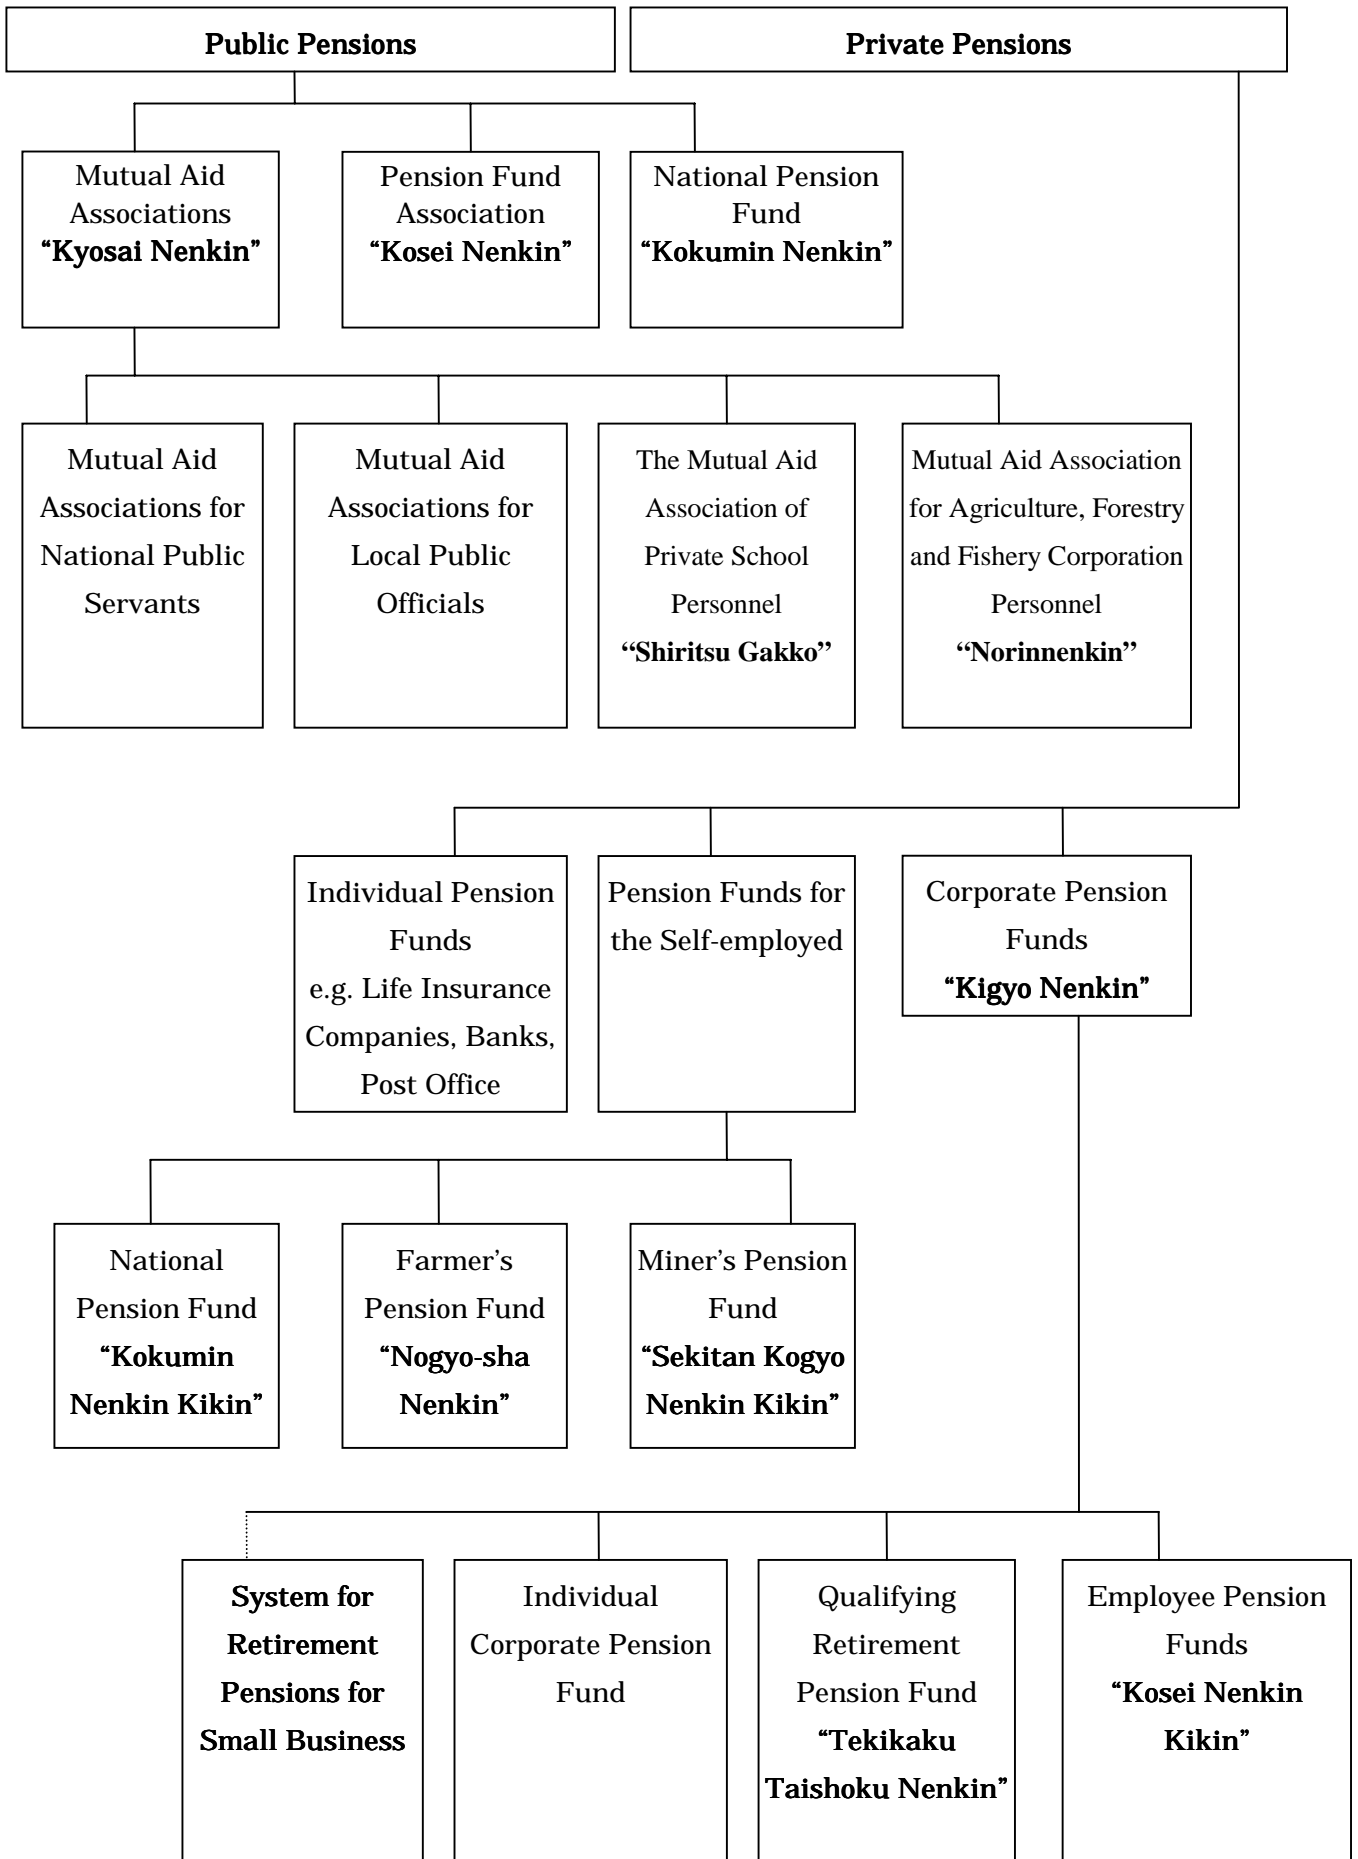 Public Pensions
Private Pensions
Mutual Aid
Associations
“Kyosai Nenkin”
Pension Fund
Association
“Kosei Nenkin”
National Pension
Fund
“Kokumin Nenkin”
Mutual Aid
Associations for
National Public
Servants
Mutual Aid
Associations for
Local Public
Officials
The Mutual Aid
Association of
Private School
Personnel
“Shiritsu Gakko”
Mutual Aid Association
for Agriculture, Forestry
and Fishery Corporation
Personnel
“Norinnenkin”
Individual Pension
Funds
e.g. Life Insurance
Companies, Banks,
Post Office
Pension Funds for
the Self-employed
Corporate Pension
Funds
“Kigyo Nenkin”
National
Pension Fund
“Kokumin
Nenkin Kikin”
Farmer’s
Pension Fund
“Nogyo-sha
Nenkin”
Miner’s Pension
Fund
“Sekitan Kogyo
Nenkin Kikin”
System for
Retirement
Pensions for
Small Business
Individual
Corporate Pension
Fund
Qualifying
Retirement
Pension Fund
“Tekikaku
Taishoku Nenkin”
Employee Pension
Funds
“Kosei Nenkin
Kikin”